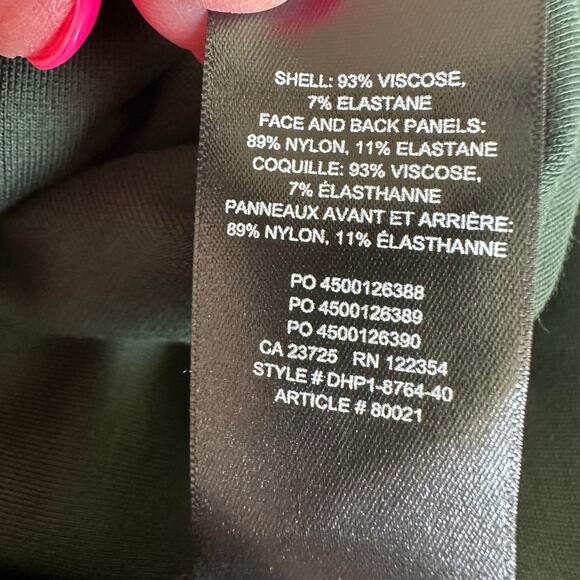 SHELL: 93% VISCOSE,
7% ELASTANE
FACE AND BACK PANELS:
89% NYLON, 11% ELASTANE
COQUILLE: 93% VISCOSE,
7% ÉLASTHANNE
PANNEAUX AVANT ET ARRIÈRE:
89% NYLON, 11% ÉLASTHANNE
PO 4500126388
PO 4500126389
PO 4500126390
CA 23725 RN 122354
STYLE # DHP1-8764-40
ARTICLE # 80021